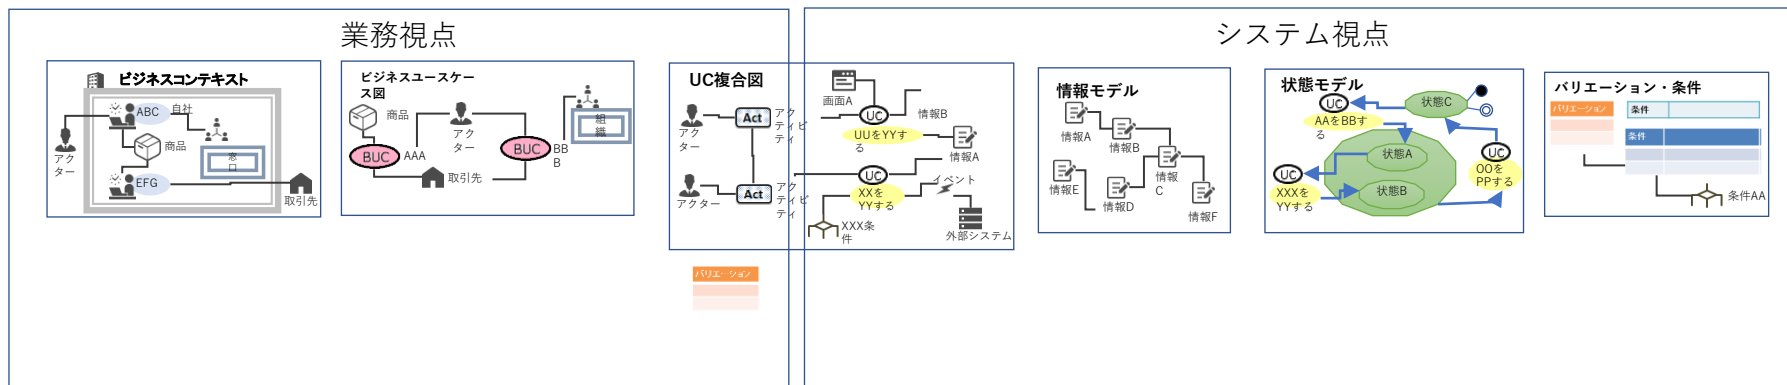 業務視点
システム視点
ビジネスコンテキスト
ABC
自社
アク
ター
商品
窓
口
EFG
取引先
ビジネスユースケー
ス図
商品
アク
ター
組
織
BUC
AAA
BUC
BB
B
取引先
UC複合図
アク
ター
Act
アク
ティビ
ティ
アクター
Act
アク
ティビ
ティ
画面A
UC
情報B
UUをYYす
る
情報A
UC
XXを
YYする
イベント
XXX条
件
外部システム
バリエーション
情報モデル
情報A
情報B
情報
C
情報E
情報D
情報F
状態モデル
UC
AAをBBす
る
状態C
状態A
UC
XXXを
YYする
状態B
UC
OOを
PPする
バリエーション・条件
バリエーション
条件
条件
条件AA